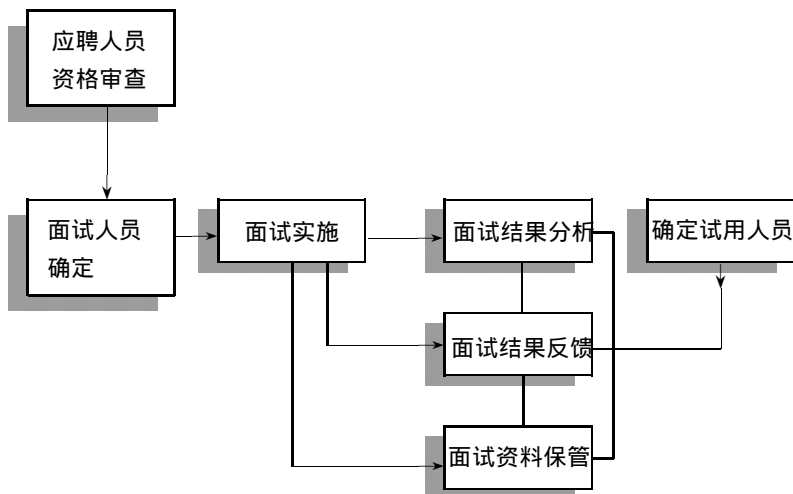 应聘人员
资格审查
面试人员
确定
面试实施
面试结果分析
确定试用人员
面试结果反馈
面试资料保管